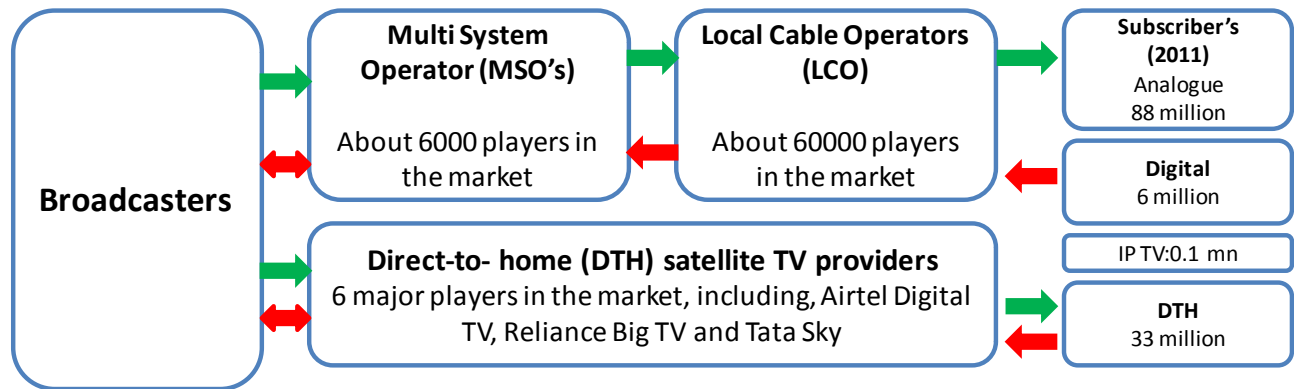 Broadcasters
Multi System
Operator (MSO's)
About 6000 players in
the market
Local Cable Operators
(LCO)
About 60000 players
in the market
Subscriber's
(2011)
Analogue
88 million
Digital
6 million
IP TV:0.1 mn
Direct-to- home (DTH) satellite TV providers
6 major players in the market, including, Airtel Digital
TV, Reliance Big TV and Tata Sky
DTH
33 million